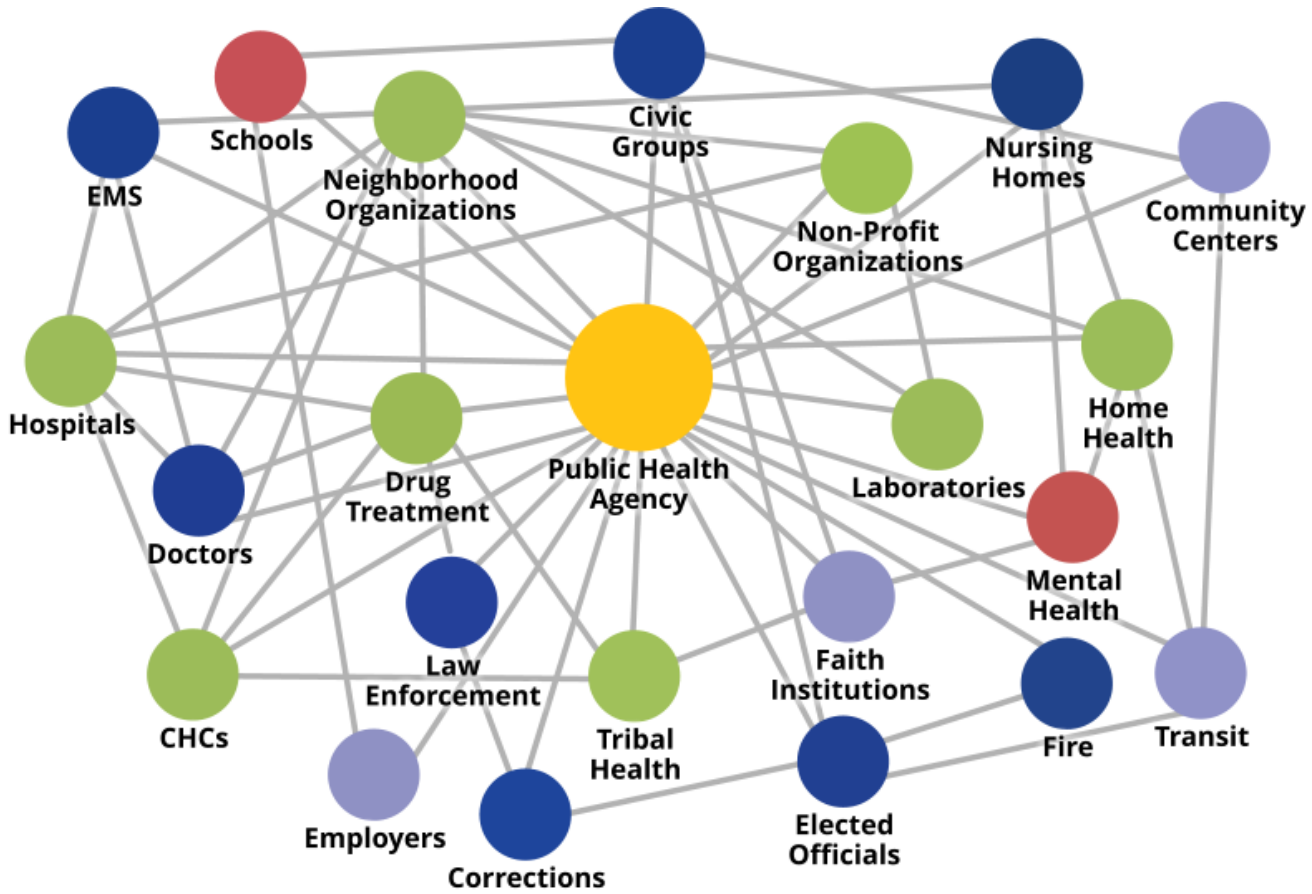 Civic
Groups
Schools
Nursing
Homes
EMS
Neighborhood
Organizations
Community
Centers
Non-Profit
Organizations
Hospitals
Home
Health
Public Health
Agency
Drug
Treatment
Laboratories
Doctors
Mental
Health
Law
Enforcement
Faith
Institutions
CHCs
Tribal
Health
Fire
Transit
Employers
Elected
Officials
Corrections